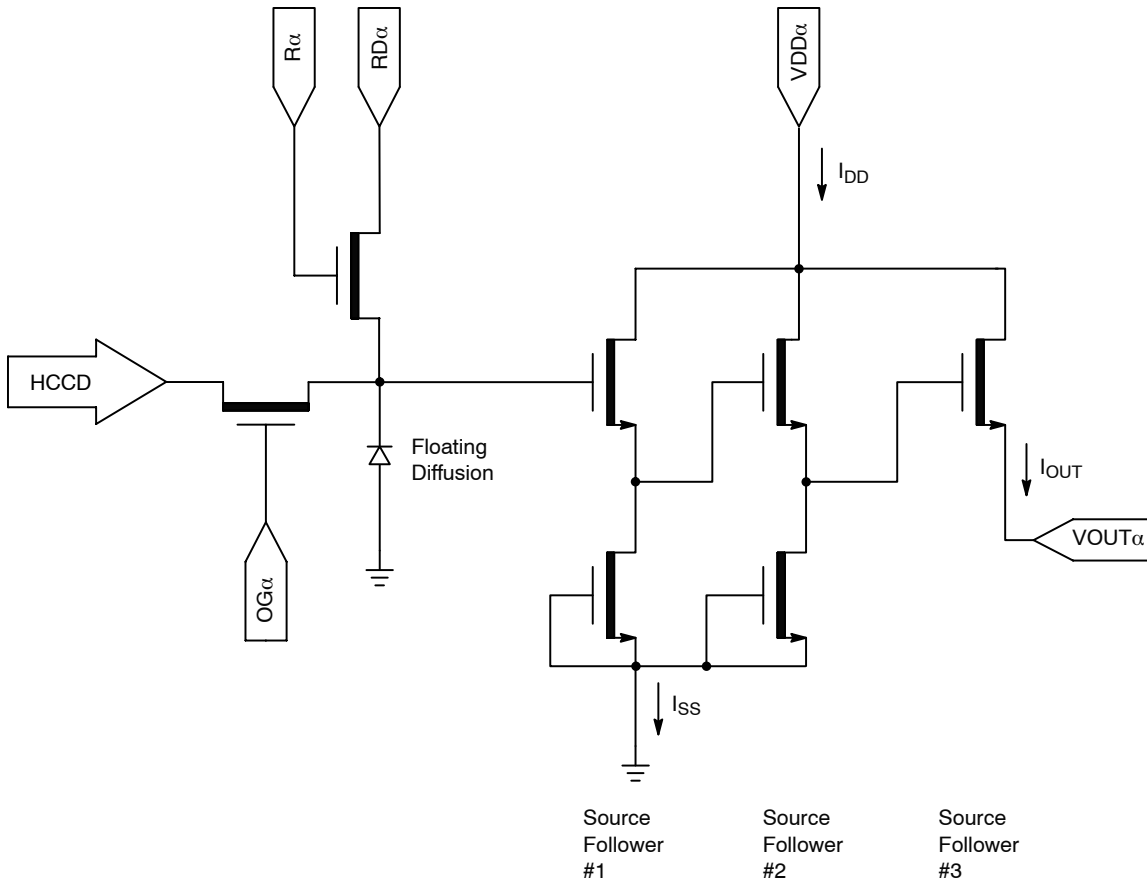 Rα
RDα
VDDα
IDD
HCCD
Floating
Diffusion
IOUT
VOUTα
OGα
ISS
Source
Follower
#1
Source
Follower
#2
Source
Follower
#3